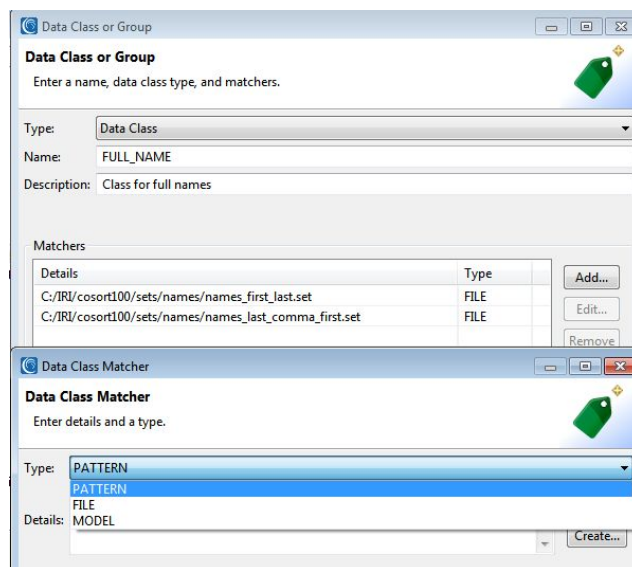 Data Class or Group
Data Class or Group
Enter a name, data class type, and matchers.
Type: Data Class
Name: FULL_NAME
Description: Class for full names
Matchers
Details Type
Add...
C:/IRI/cosort100/sets/names/names_first_last.set FILE
C:/IRI/cosort100/sets/names/names_last_comma_first.set FILE
Edit...
Remove
Data Class Matcher
Data Class Matcher
Enter details and a type.
Type: PATTERN
PATTERN
FILE
Details: MODEL
Create...